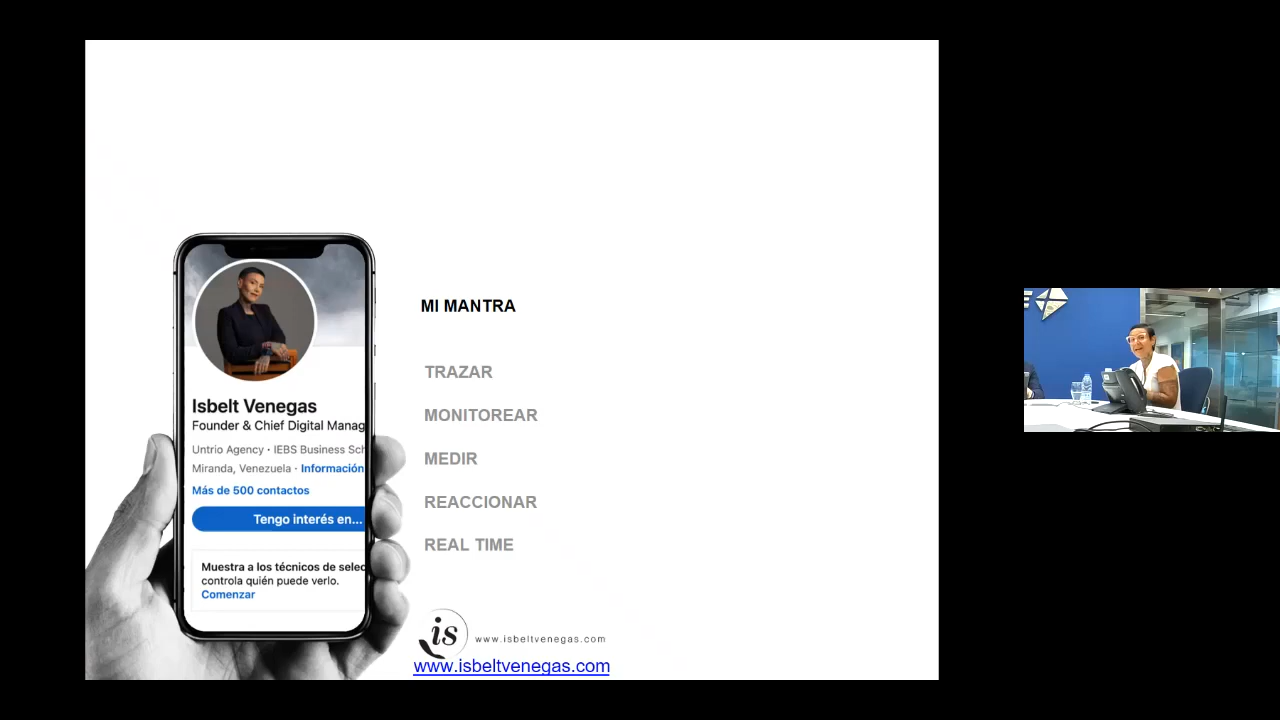 Isbelt Venegas
Founder & Chief Digital Manag
Untrio Agency · IEBS Business Sch
Miranda, Venezuela · Información
Más de 500 contactos
Tengo interés en...
Muestra a los técnicos de selec
controla quién puede verlo.
Comenzar
MI MANTRA
TRAZAR
MONITOREAR
MEDIR
REACCIONAR
REAL TIME
is
www.isbeltvenegas.com
www.isbeltvenegas.com